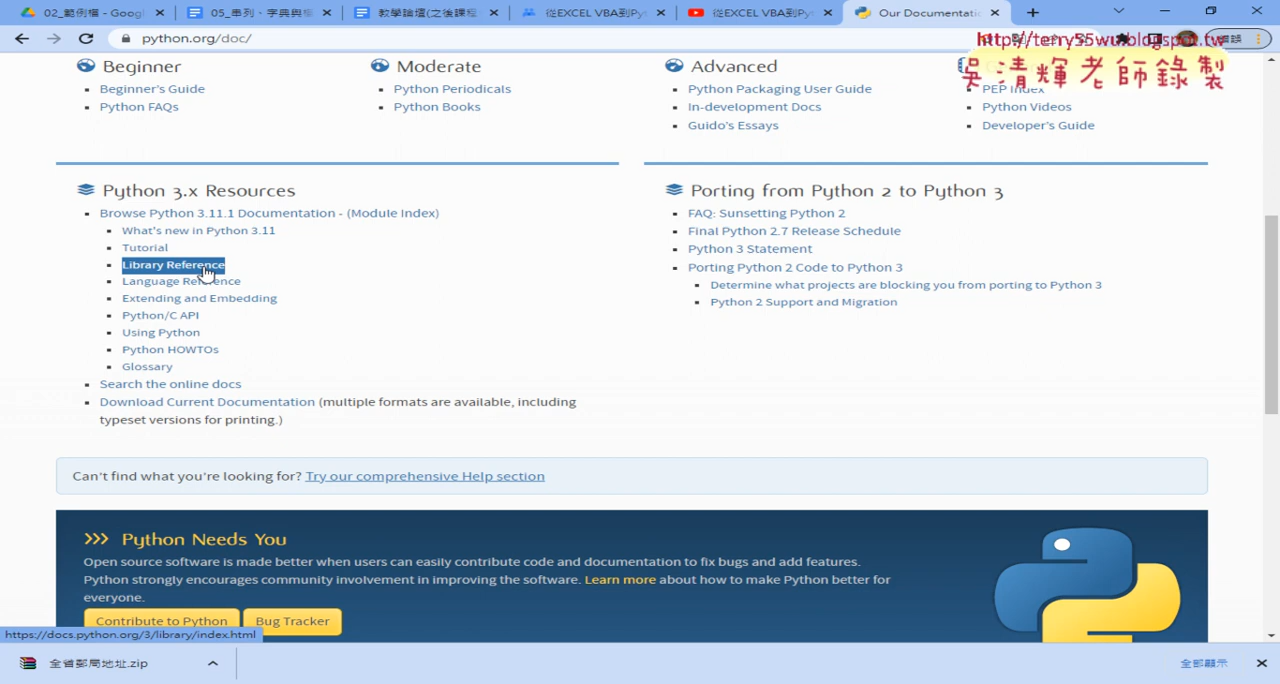 02_範例檔 - Goog
05_串列、字典與
教學論壇(之後課程
從EXCEL VBA到Py
從EXCEL VBA到Py
Our Documentati
python.org/doc/
http://terry55wu.blogspot.tw
吳清輝老師錄製
Beginner
Beginner's Guide
Python FAQs
Moderate
Python Periodicals
Python Books
Advanced
Python Packaging User Guide
In-development Docs
Guido's Essays
PEP Index
Python Videos
Developer's Guide
Python 3.x Resources
Browse Python 3.11.1 Documentation - (Module Index)
What's new in Python 3.11
Tutorial
Library Reference
Language Reference
Extending and Embedding
Python/C API
Using Python
Python HOWTOs
Glossary
Search the online docs
Download Current Documentation (multiple formats are available, including
typeset versions for printing.)
Porting from Python 2 to Python 3
FAQ: Sunsetting Python 2
Final Python 2.7 Release Schedule
Python 3 Statement
Porting Python 2 Code to Python 3
Determine what projects are blocking you from porting to Python 3
Python 2 Support and Migration
Can't find what you're looking for? Try our comprehensive Help section
>>> Python Needs You
Open source software is made better when users can easily contribute code and documentation to fix bugs and add features.
Python strongly encourages community involvement in improving the software. Learn more about how to make Python better for
everyone.
Contribute to Python
Bug Tracker
https://docs.python.org/3/library/index.html
全省郵局地址.zip
全部顯示